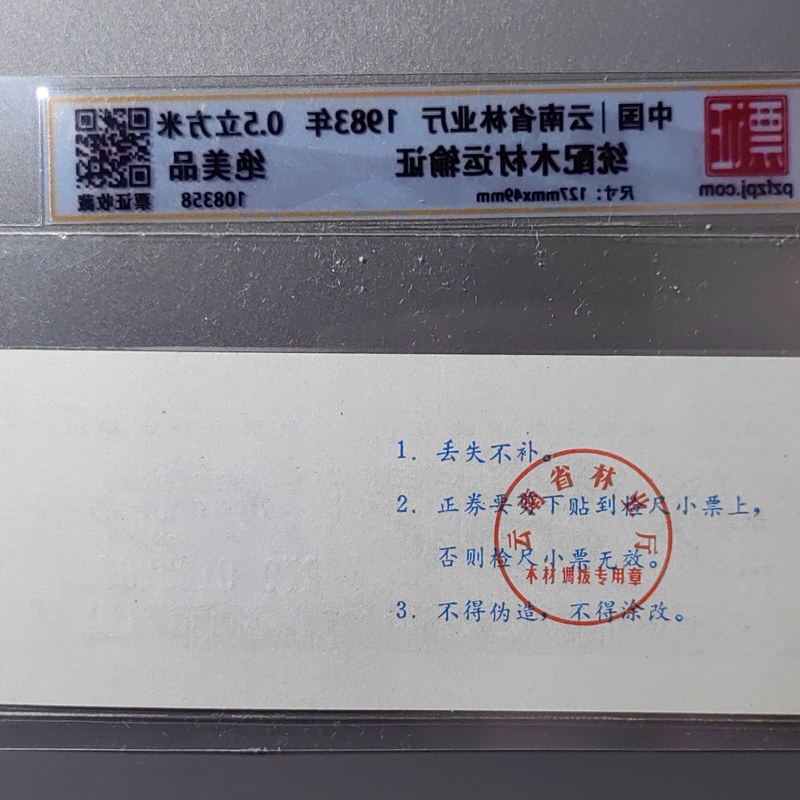 中国|云南省林业厅 1983年 0.5立方米
统配木材运输证 绝美品
尺寸：127mmx49mm 108358 票证收藏
票证
pzfzpj.com
1. 丢失不补。
2. 正券要剪下贴到检尺小票上，
否则检尺小票无效。
3. 不得伪造，不得涂改。
云南省林业厅
木材调拨专用章